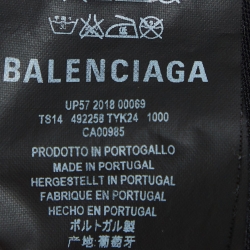 BALENCIAGA
UP57 2018 00069
TS14 492258 TYK24 1000
CA00985
PRODOTTO IN PORTOGALLO
MADE IN PORTUGAL
HERGESTELLT IN PORTUGAL
FABRIQUE EN PORTUGAL
HECHO EN PORTUGAL
ポルトガル製
産地:葡萄牙